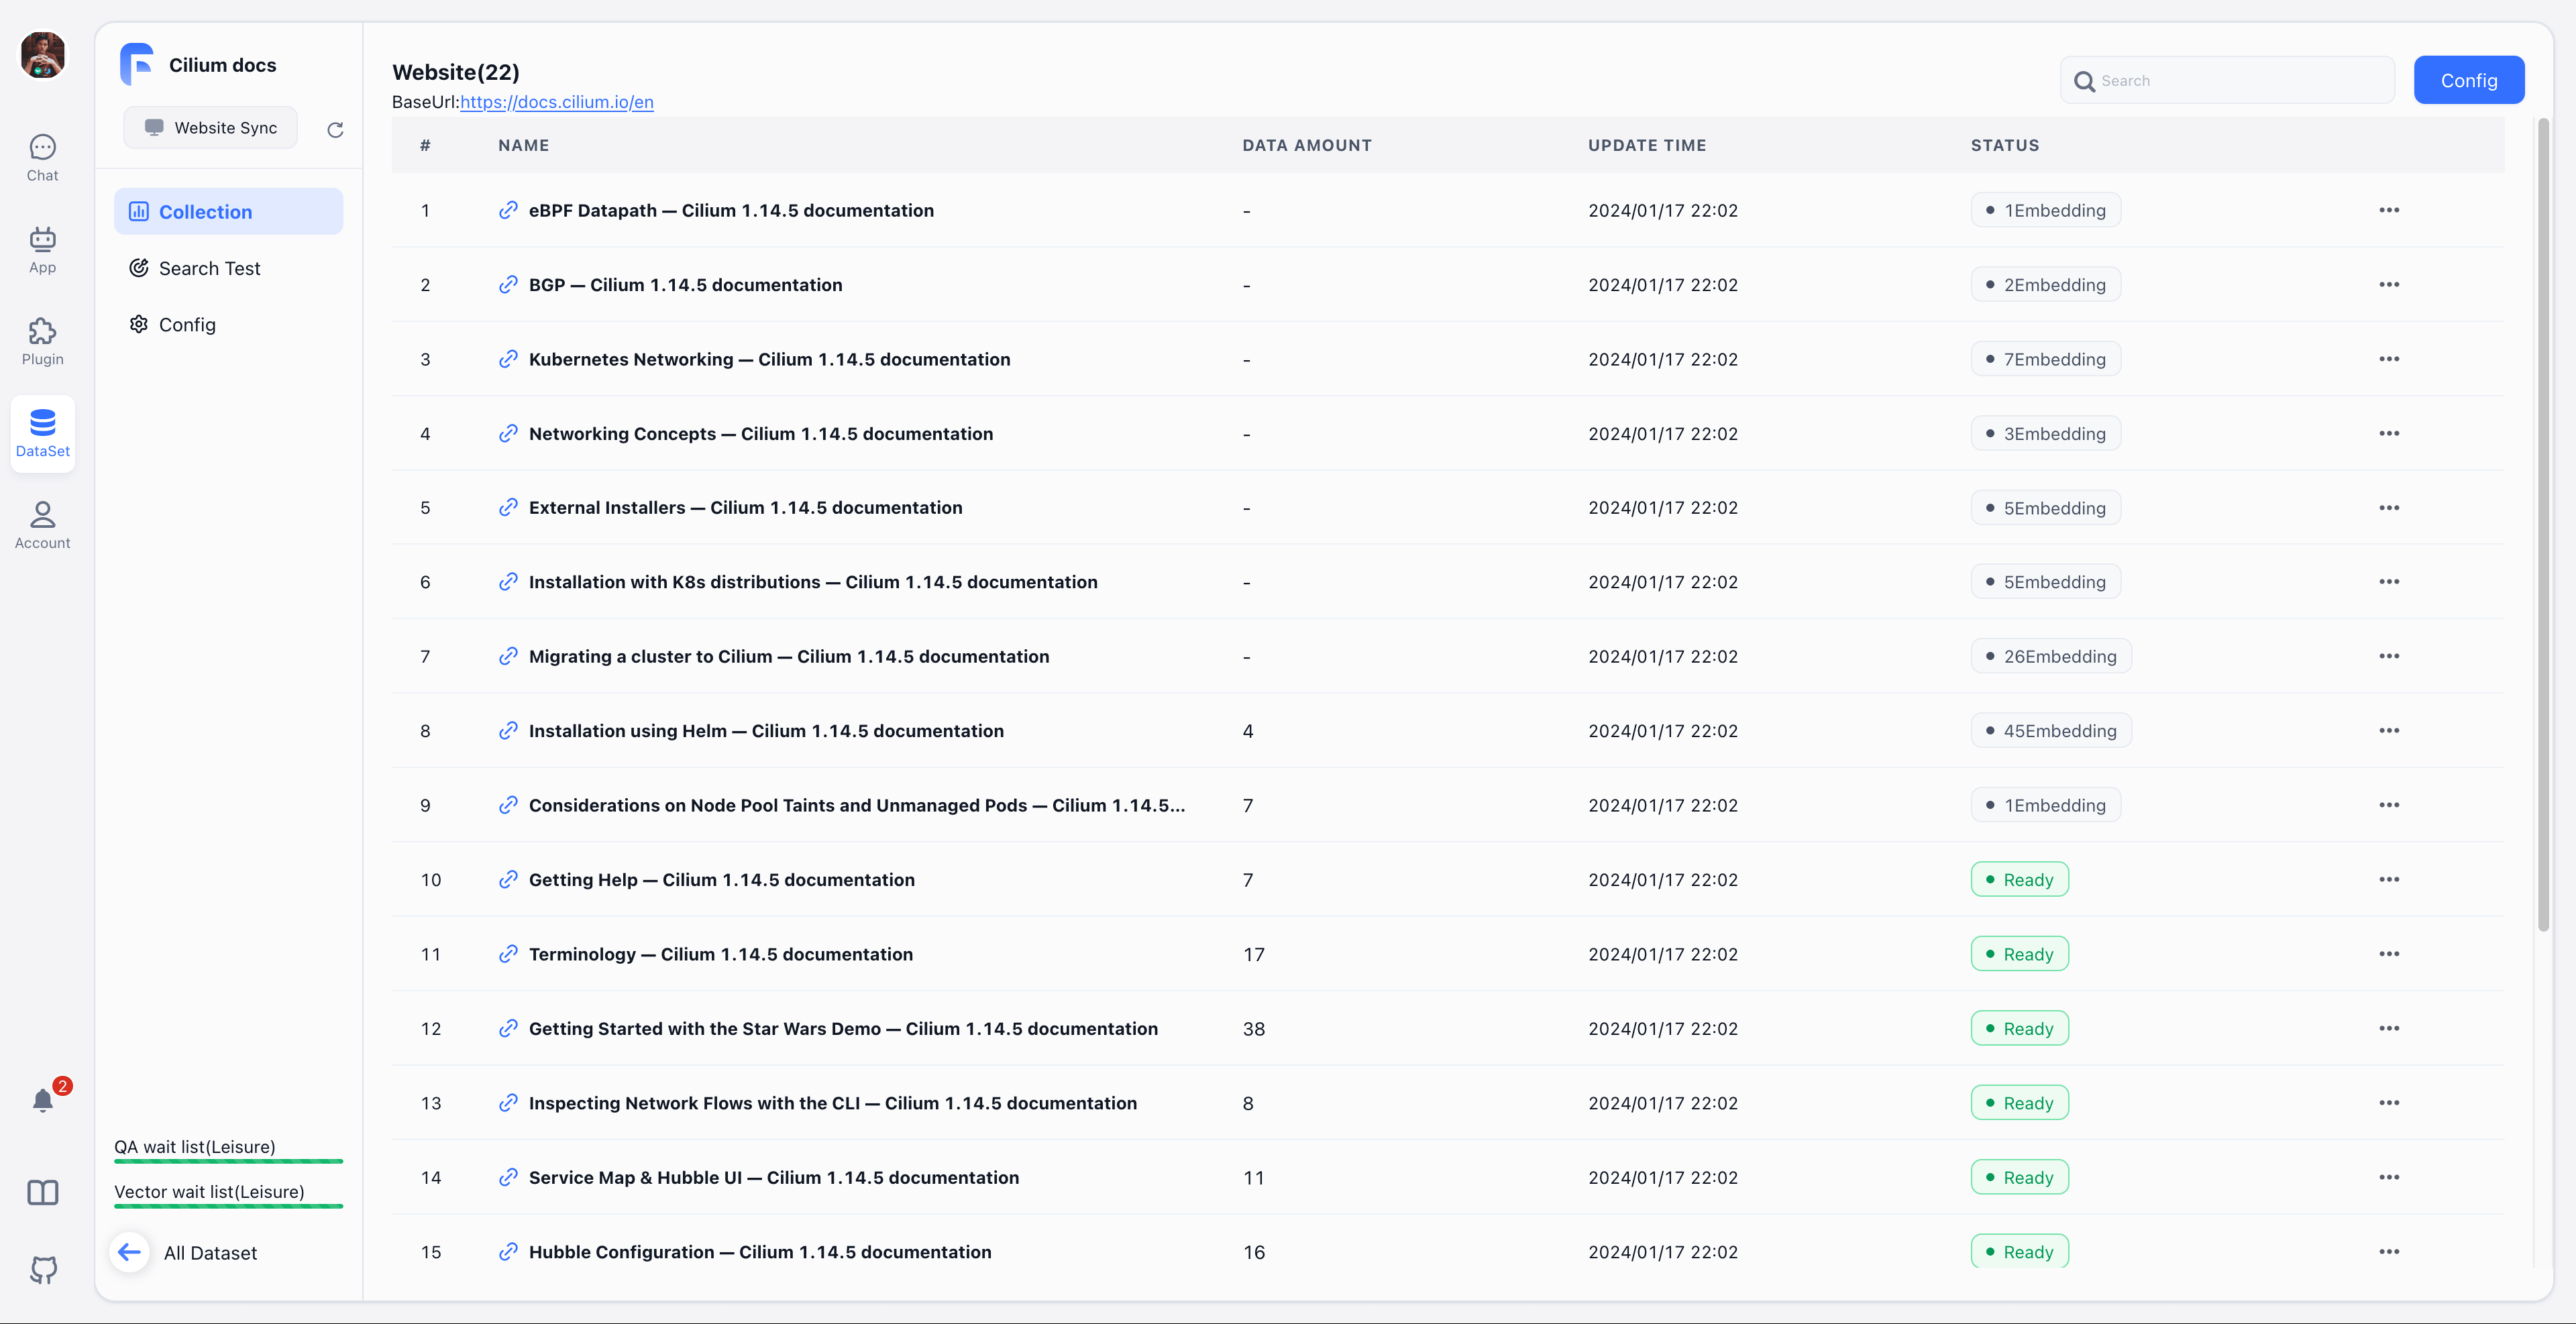 Cilium docs
Website Sync
Chat
App
Plugin
DataSet
Account
2
Collection
Search Test
Config
QA wait list(Leisure)
Vector wait list(Leisure)
All Dataset
Website(22)
BaseUrl:https://docs.cilium.io/en
Search
Config
# NAME DATA AMOUNT UPDATE TIME STATUS
1 eBPF Datapath — Cilium 1.14.5 documentation - 2024/01/17 22:02 1Embedding
2 BGP — Cilium 1.14.5 documentation - 2024/01/17 22:02 2Embedding
3 Kubernetes Networking — Cilium 1.14.5 documentation - 2024/01/17 22:02 7Embedding
4 Networking Concepts — Cilium 1.14.5 documentation - 2024/01/17 22:02 3Embedding
5 External Installers — Cilium 1.14.5 documentation - 2024/01/17 22:02 5Embedding
6 Installation with K8s distributions — Cilium 1.14.5 documentation - 2024/01/17 22:02 5Embedding
7 Migrating a cluster to Cilium — Cilium 1.14.5 documentation - 2024/01/17 22:02 26Embedding
8 Installation using Helm — Cilium 1.14.5 documentation 4 2024/01/17 22:02 45Embedding
9 Considerations on Node Pool Taints and Unmanaged Pods — Cilium 1.14.5... 7 2024/01/17 22:02 1Embedding
10 Getting Help — Cilium 1.14.5 documentation 7 2024/01/17 22:02 Ready
11 Terminology — Cilium 1.14.5 documentation 17 2024/01/17 22:02 Ready
12 Getting Started with the Star Wars Demo — Cilium 1.14.5 documentation 38 2024/01/17 22:02 Ready
13 Inspecting Network Flows with the CLI — Cilium 1.14.5 documentation 8 2024/01/17 22:02 Ready
14 Service Map & Hubble UI — Cilium 1.14.5 documentation 11 2024/01/17 22:02 Ready
15 Hubble Configuration — Cilium 1.14.5 documentation 16 2024/01/17 22:02 Ready